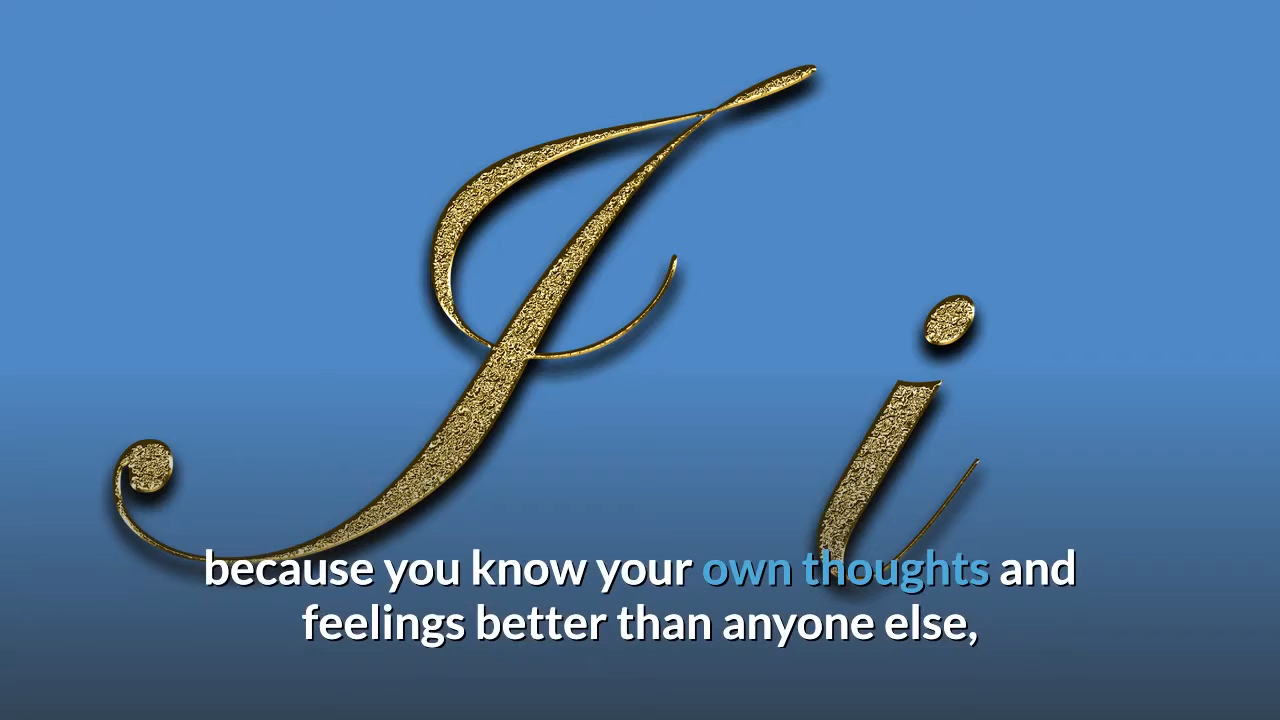 I i
because you know your own thoughts and
feelings better than anyone else,